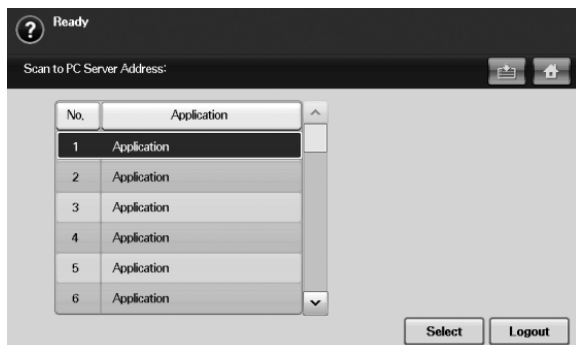 ? Ready
Scan to PC Server Address:
No. Application
1 Application
2 Application
3 Application
4 Application
5 Application
6 Application
Select Logout